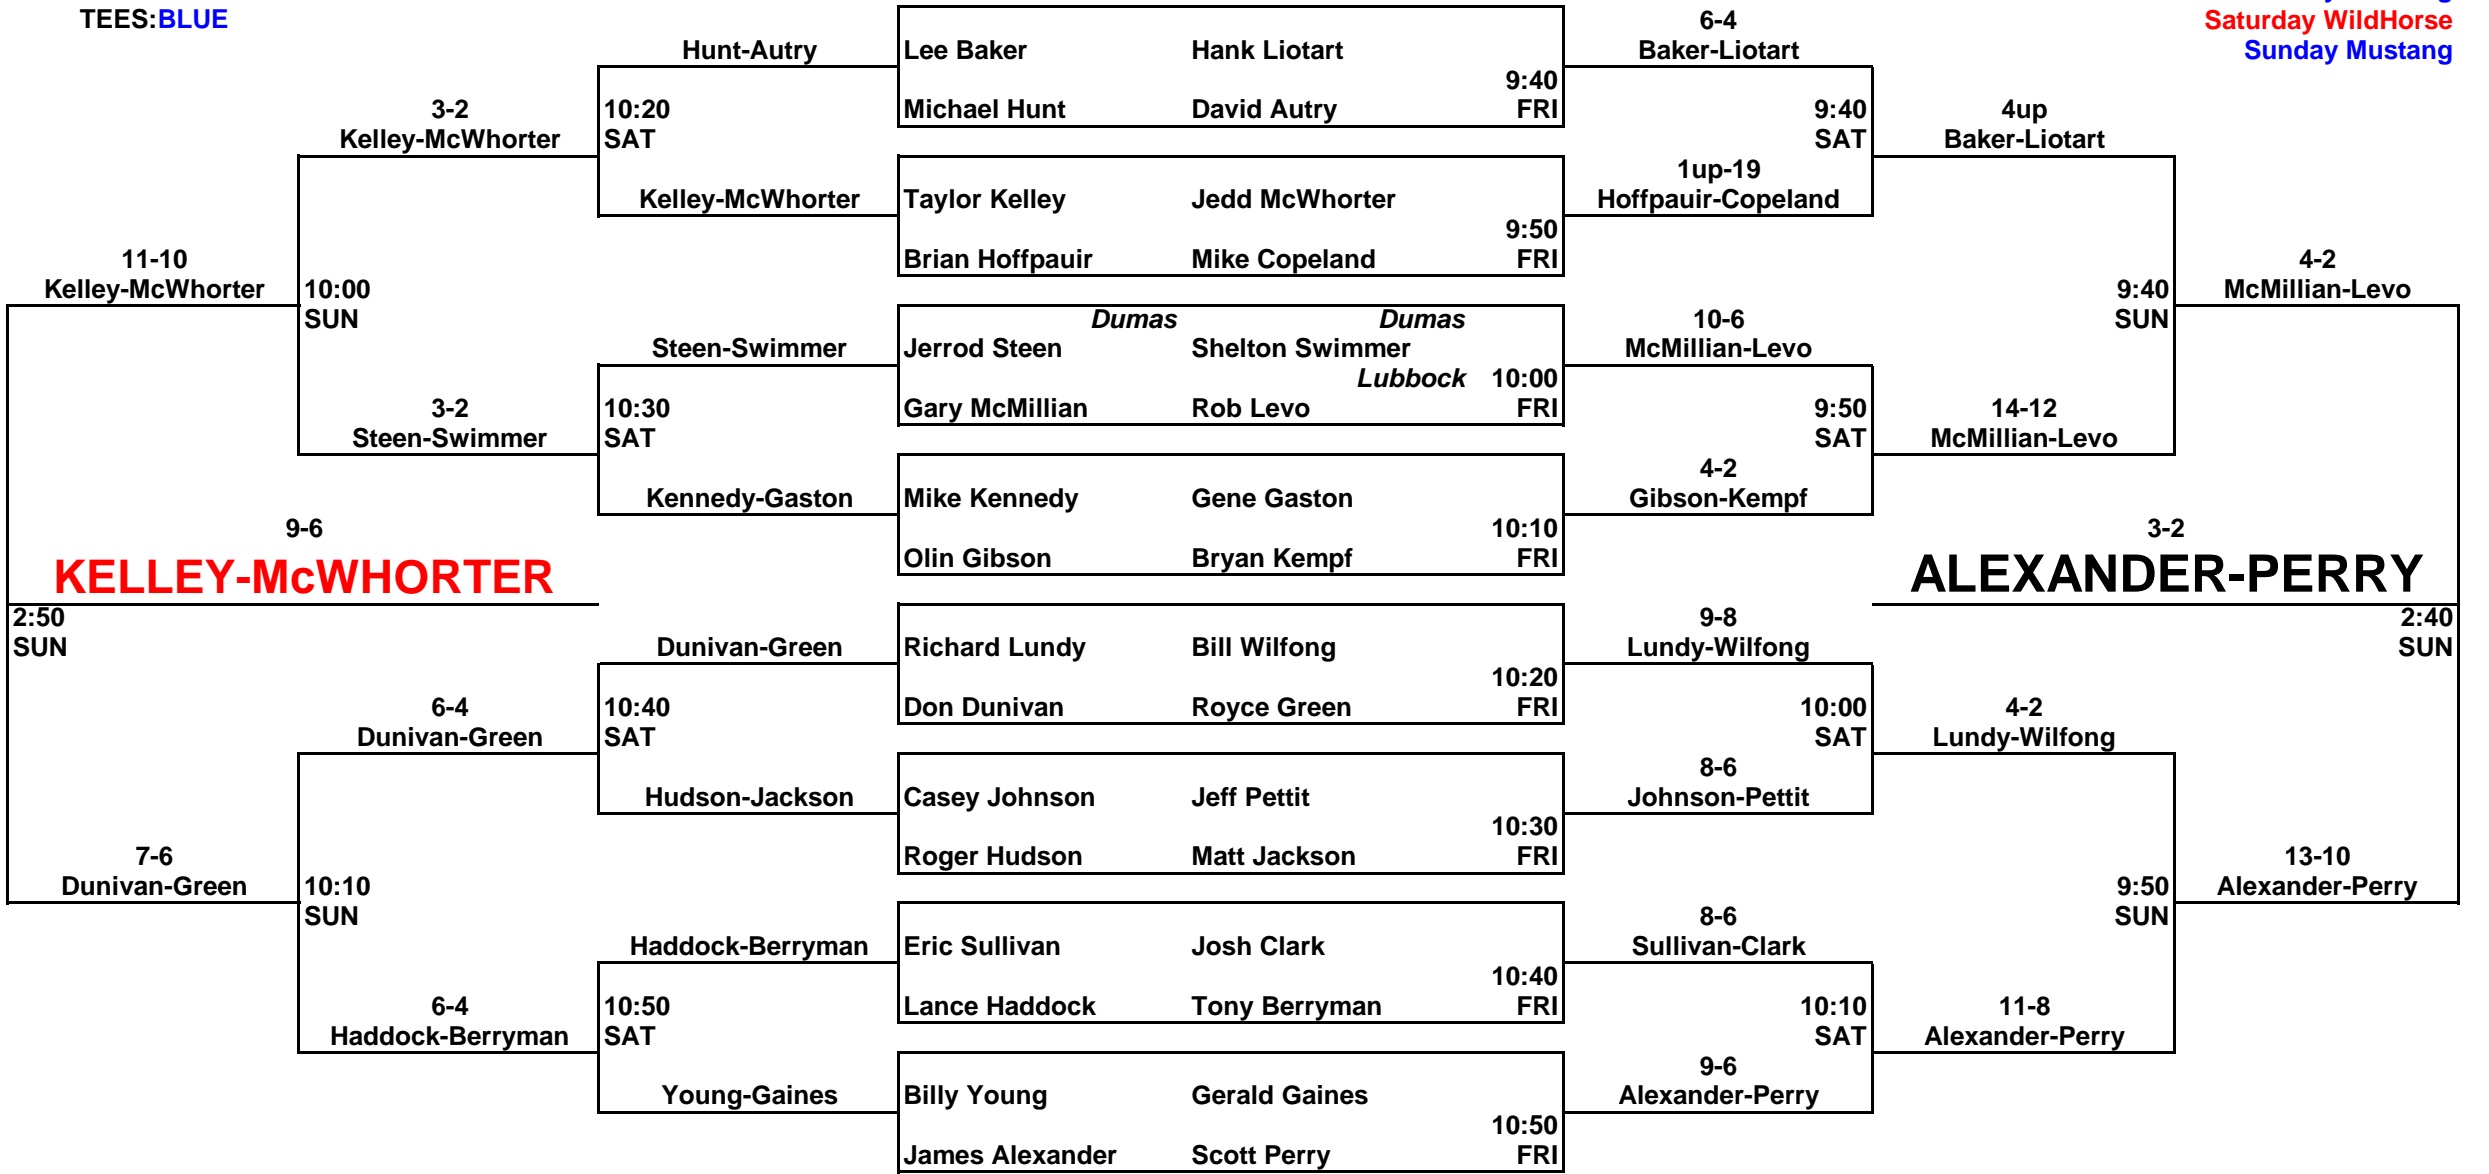 TEES:BLUE
Saturday WildHorse
Sunday Mustang
6-4
Hunt-Autry
Lee Baker Hank Liotart
Baker-Liotart
9:40
3-2
10:20
Michael Hunt David Autry FRI
9:40
4up
Kelley-McWhorter
SAT
SAT
Baker-Liotart
1up-19
Kelley-McWhorter
Taylor Kelley Jedd McWhorter
Hoffpauir-Copeland
9:50
11-10
Brian Hoffpauir Mike Copeland FRI
4-2
Kelley-McWhorter
10:00
9:40
McMillian-Levo
SUN
Dumas Dumas
10-6
SUN
Steen-Swimmer
Jerrod Steen Shelton Swimmer
McMillian-Levo
Lubbock 10:00
3-2
10:30
Gary McMillian Rob Levo FRI
9:50
14-12
Steen-Swimmer
SAT
SAT
McMillian-Levo
4-2
Kennedy-Gaston
Mike Kennedy Gene Gaston
Gibson-Kempf
9-6
10:10
3-2
KELLEY-McWHORTER
Olin Gibson Bryan Kempf FRI
ALEXANDER-PERRY
2:50
9-8
2:40
SUN
Dunivan-Green
Richard Lundy Bill Wilfong
Lundy-Wilfong
SUN
10:20
6-4
10:40
Don Dunivan Royce Green FRI
10:00
4-2
Dunivan-Green
SAT
SAT
Lundy-Wilfong
8-6
Hudson-Jackson
Casey Johnson Jeff Pettit
Johnson-Pettit
10:30
7-6
Roger Hudson Matt Jackson FRI
13-10
Dunivan-Green
10:10
9:50
Alexander-Perry
SUN
8-6
SUN
Haddock-Berryman
Eric Sullivan Josh Clark
Sullivan-Clark
10:40
6-4
10:50
Lance Haddock Tony Berryman FRI
10:10
11-8
Haddock-Berryman
SAT
SAT
Alexander-Perry
9-6
Young-Gaines
Billy Young Gerald Gaines
Alexander-Perry
10:50
James Alexander Scott Perry FRI